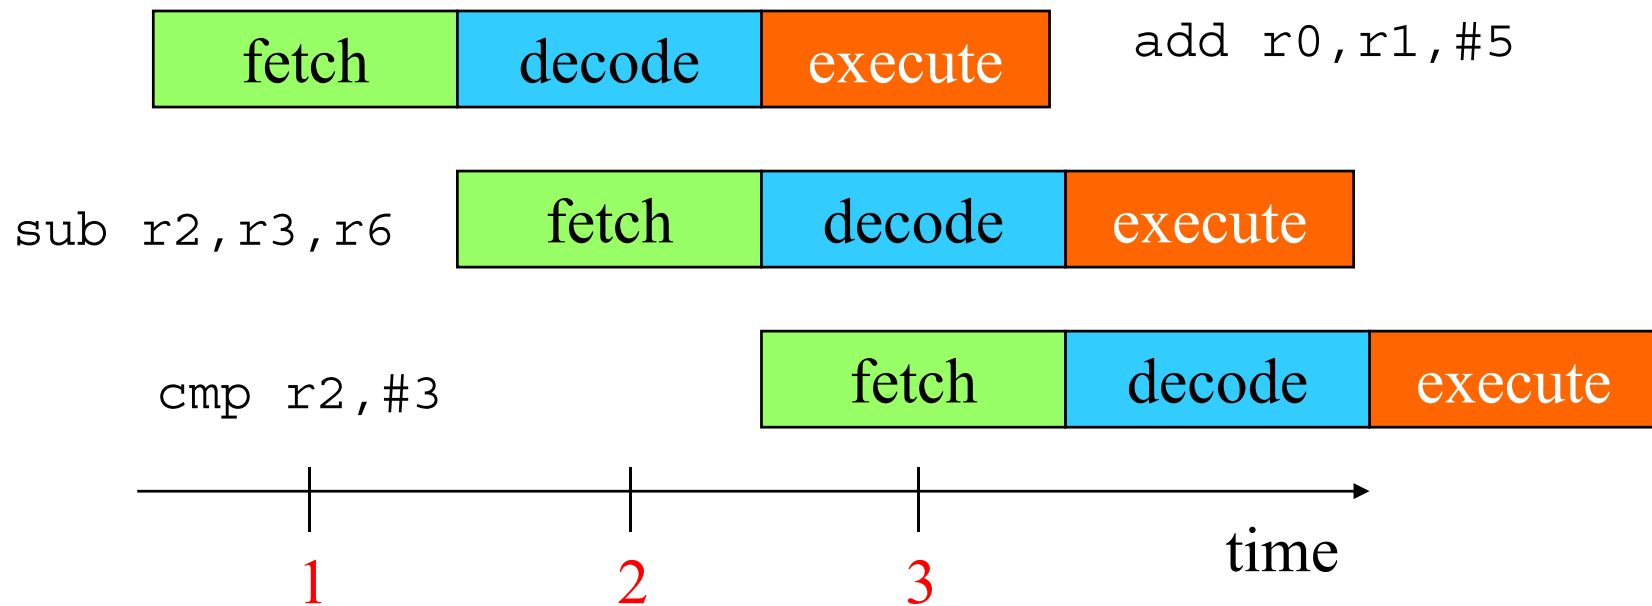 fetch decode execute add r0,r1,#5
sub r2,r3,r6 fetch decode execute
cmp r2,#3 fetch decode execute
1 2 3 time